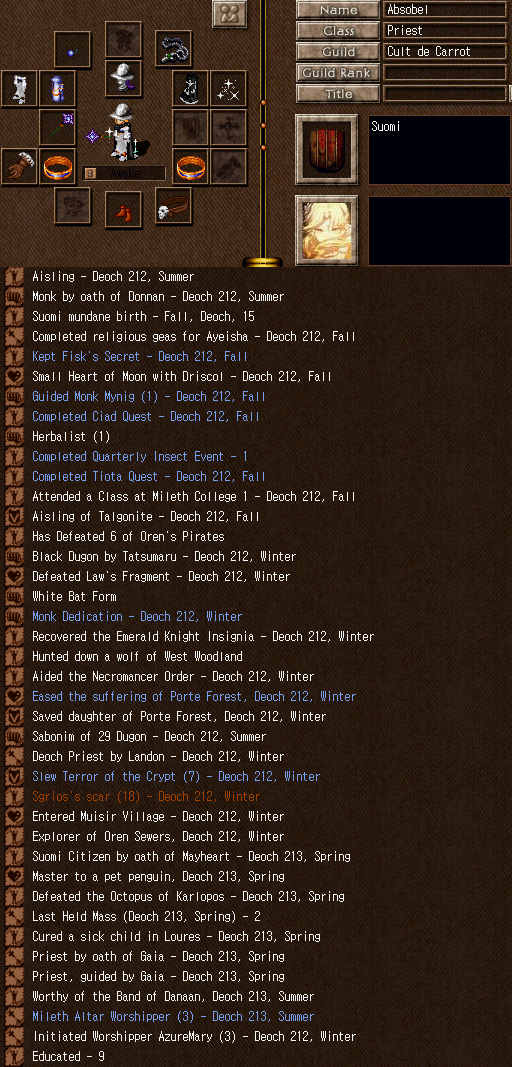 Name Absobel
Class Priest
Guild Cult de Carrot
Guild Rank
Title
Suomi
Awake
Aisling - Deoch 212, Summer
Monk by oath of Donnan - Deoch 212, Summer
Suomi mundane birth - Fall, Deoch, 15
Completed religious geas for Ayeisha - Deoch 212, Fall
Kept Fisk's Secret - Deoch 212, Fall
Small Heart of Moon with Driscol - Deoch 212, Fall
Guided Monk Mynig (1) - Deoch 212, Fall
Completed Ciad Quest - Deoch 212, Fall
Herbalist (1)
Completed Quarterly Insect Event - 1
Completed Tiota Quest - Deoch 212, Fall
Attended a Class at Mileth College 1 - Deoch 212, Fall
Aisling of Talgonite - Deoch 212, Fall
Has Defeated 6 of Oren's Pirates
Black Dugon by Tatsumaru - Deoch 212, Winter
Defeated Law's Fragment - Deoch 212, Winter
White Bat Form
Monk Dedication - Deoch 212, Winter
Recovered the Emerald Knight Insignia - Deoch 212, Winter
Hunted down a wolf of West Woodland
Aided the Necromancer Order - Deoch 212, Winter
Eased the suffering of Porte Forest, Deoch 212, Winter
Saved daughter of Porte Forest, Deoch 212, Winter
Sabonim of 29 Dugon - Deoch 212, Summer
Deoch Priest by Landon - Deoch 212, Winter
Slew Terror of the Crypt (7) - Deoch 212, Winter
Sgrios's scar (18) - Deoch 212, Winter
Entered Muisir Village - Deoch 212, Winter
Explorer of Oren Sewers, Deoch 212, Winter
Suomi Citizen by oath of Mayheart - Deoch 213, Spring
Master to a pet penguin, Deoch 213, Spring
Defeated the Octopus of Karlopos - Deoch 213, Spring
Last Held Mass (Deoch 213, Spring) - 2
Cured a sick child in Loures - Deoch 213, Spring
Priest by oath of Gaia - Deoch 213, Spring
Priest, guided by Gaia - Deoch 213, Spring
Worthy of the Band of Danaan, Deoch 213, Summer
Mileth Altar Worshipper (3) - Deoch 213, Summer
Initiated Worshipper AzureMary (3) - Deoch 212, Winter
Educated - 9